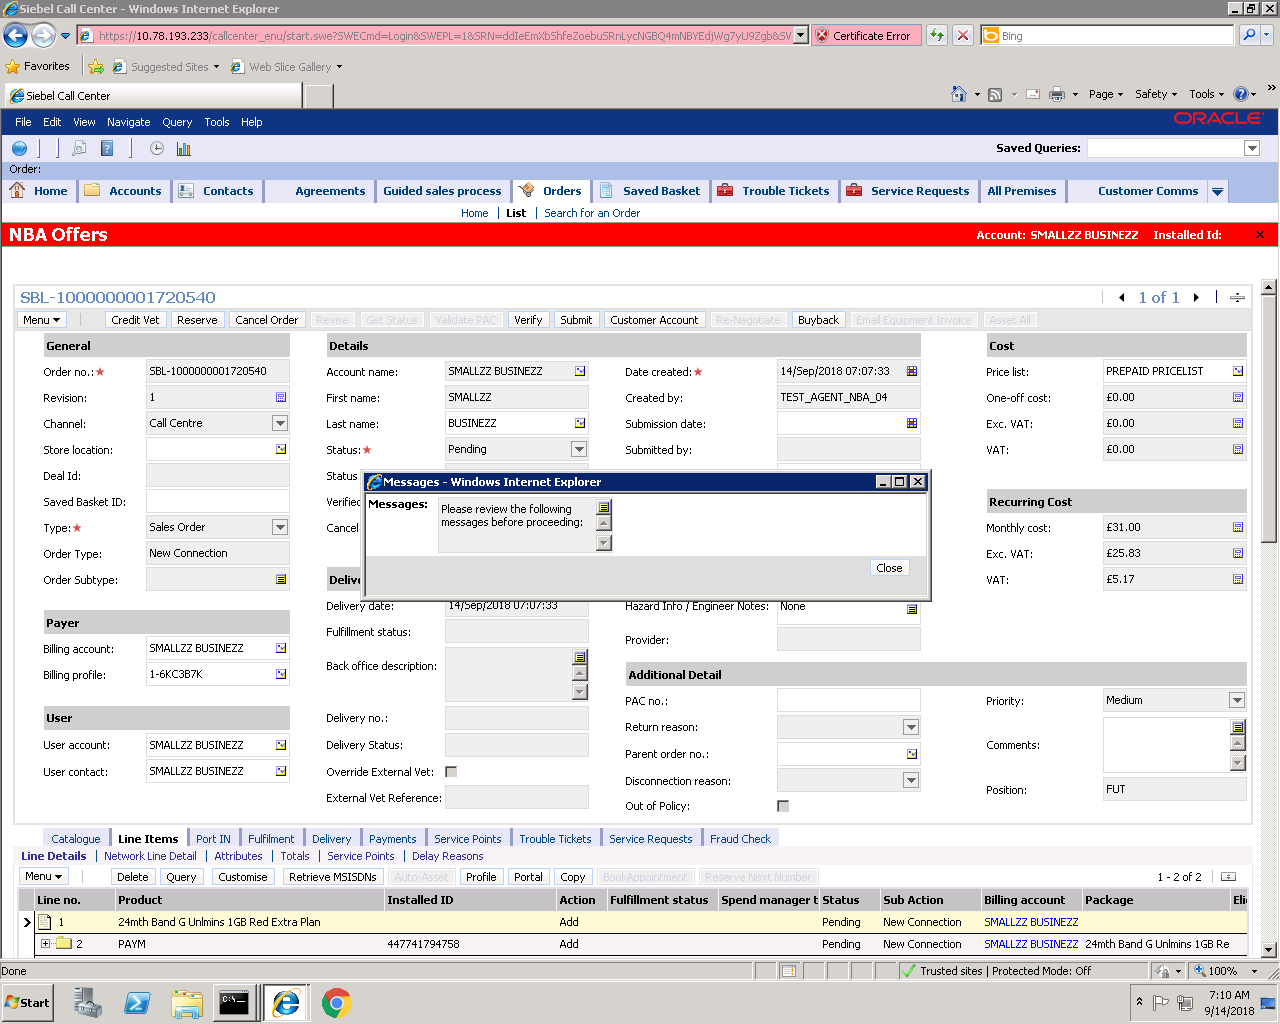 Siebel Call Center - Windows Internet Explorer
https://10.78.193.233/callcenter_enu/start.swe?SWECmd=Login&SWEPL=1&SRN=ddIeEmXbShfeZoebuSRnLycNGBQ4mNBYEdjWg7yU9Zgb&SV Certificate Error Bing
Favorites Suggested Sites Web Slice Gallery
Siebel Call Center Page Safety Tools
File Edit View Navigate Query Tools Help ORACLE
Saved Queries:
Order:
Home Accounts Contacts Agreements Guided sales process Orders Saved Basket Trouble Tickets Service Requests All Premises Customer Comms
Home List Search for an Order
NBA Offers Account: SMALLZZ BUSINEZZ Installed Id:
SBL-1000000001720540 1 of 1
Menu Credit Vet Reserve Cancel Order Revise Get Status Validate PAC Verify Submit Customer Account Re-Negotiate Buyback Email Equipment Invoice Asset All
General Details Cost
Order no.: SBL-1000000001720540 Account name: SMALLZZ BUSINEZZ Date created: 14/Sep/2018 07:07:33 Price list: PREPAID PRICELIST
Revision: 1 First name: SMALLZZ Created by: TEST_AGENT_NBA_04 One-off cost: £0.00
Channel: Call Centre Last name: BUSINEZZ Submission date: Exc. VAT: £0.00
Store location: Status: Pending Submitted by: VAT: £0.00
Deal Id: Status
Saved Basket ID: Verified Recurring Cost
Type: Sales Order Cancel Monthly cost: £31.00
Order Type: New Connection Exc. VAT: £25.83
Order Subtype: Delive VAT: £5.17
Messages - Windows Internet Explorer
Messages: Please review the following
messages before proceeding:
Close
Delivery date: 14/Sep/2018 07:07:33 Hazard Info / Engineer Notes: None
Payer Fulfillment status: Provider:
Billing account: SMALLZZ BUSINEZZ Back office description:
Billing profile: 1-6KC3B7K Additional Detail
PAC no.: Priority: Medium
User Delivery no.: Return reason:
User account: SMALLZZ BUSINEZZ Delivery Status: Parent order no.: Comments:
User contact: SMALLZZ BUSINEZZ Override External Vet: Disconnection reason:
External Vet Reference: Out of Policy: Position: FUT
Catalogue Line Items Port IN Fulfilment Delivery Payments Service Points Trouble Tickets Service Requests Fraud Check
Line Details Network Line Detail Attributes Totals Service Points Delay Reasons
Menu Delete Query Customise Retrieve MSISDNs Auto-Asset Profile Portal Copy BookAppointment Reserve Next Number 1 - 2 of 2
Line no. Product Installed ID Action Fulfillment status Spend manager t Status Sub Action Billing account Package Eli
1 24mth Band G Unlmins 1GB Red Extra Plan Add Pending New Connection SMALLZZ BUSINEZZ
2 PAYM 447741794758 Add Pending New Connection SMALLZZ BUSINEZZ 24mth Band G Unlmins 1GB Re
Done Trusted sites | Protected Mode: Off 100%
Start 7:10 AM
9/14/2018